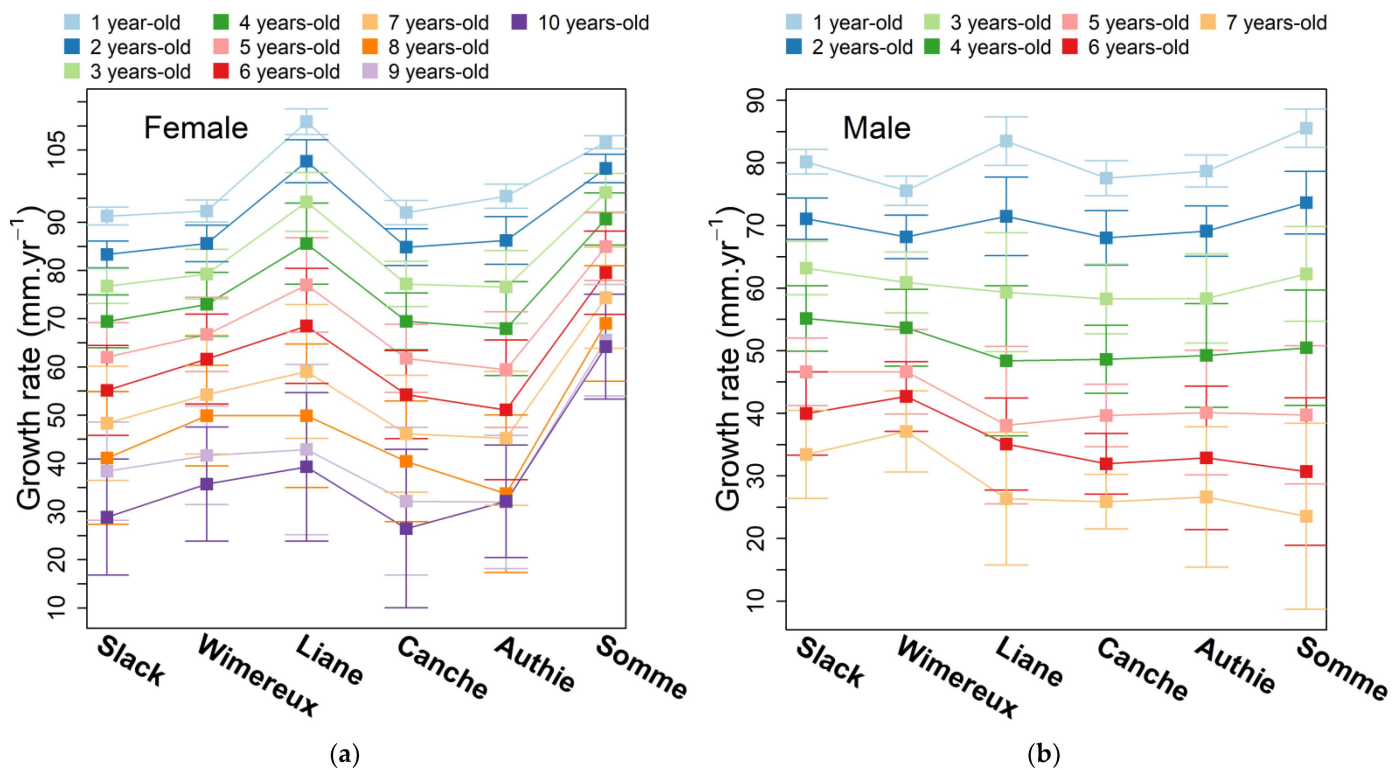 1 year-old 4 years-old 7 years-old 10 years-old
2 years-old 5 years-old 8 years-old
3 years-old 6 years-old 9 years-old
Female
Growth rate (mm.yr−1)
105
90
80
70
60
50
40
30
20
10
Slack Wimereux Liane Canche Authie Somme
(a)
1 year-old 3 years-old 5 years-old 7 years-old
2 years-old 4 years-old 6 years-old
Male
Growth rate (mm.yr−1)
90
80
70
60
50
40
30
20
10
Slack Wimereux Liane Canche Authie Somme
(b)